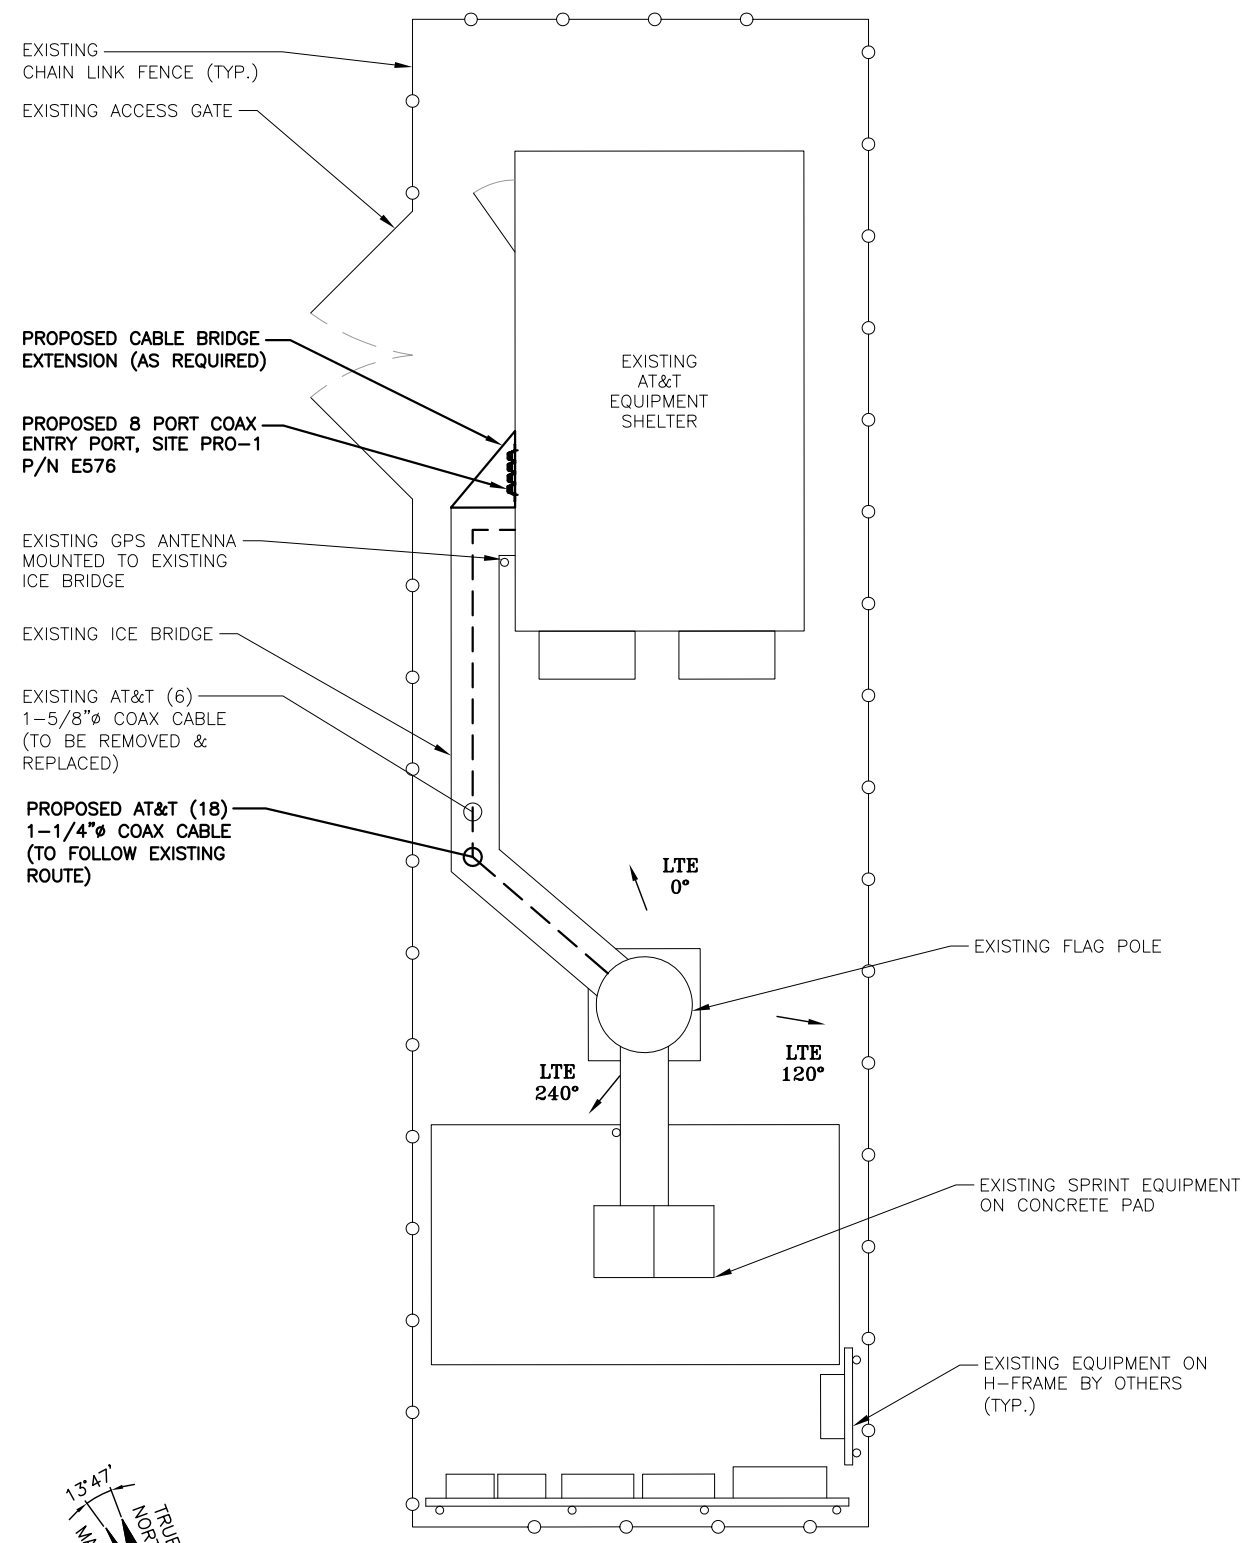 EXISTING
CHAIN LINK FENCE (TYP.)
EXISTING ACCESS GATE
PROPOSED CABLE BRIDGE
EXTENSION (AS REQUIRED)
PROPOSED 8 PORT COAX
ENTRY PORT, SITE PRO-1
P/N E576
EXISTING GPS ANTENNA
MOUNTED TO EXISTING
ICE BRIDGE
EXISTING ICE BRIDGE
EXISTING AT&T (6)
1-5/8"ø COAX CABLE
(TO BE REMOVED &
REPLACED)
PROPOSED AT&T (18)
1-1/4"ø COAX CABLE
(TO FOLLOW EXISTING
ROUTE)
EXISTING
AT&T
EQUIPMENT
SHELTER
LTE
0°
EXISTING FLAG POLE
LTE
120°
LTE
240°
EXISTING SPRINT EQUIPMENT
ON CONCRETE PAD
EXISTING EQUIPMENT ON
H-FRAME BY OTHERS
(TYP.)
13°47'
TRUE